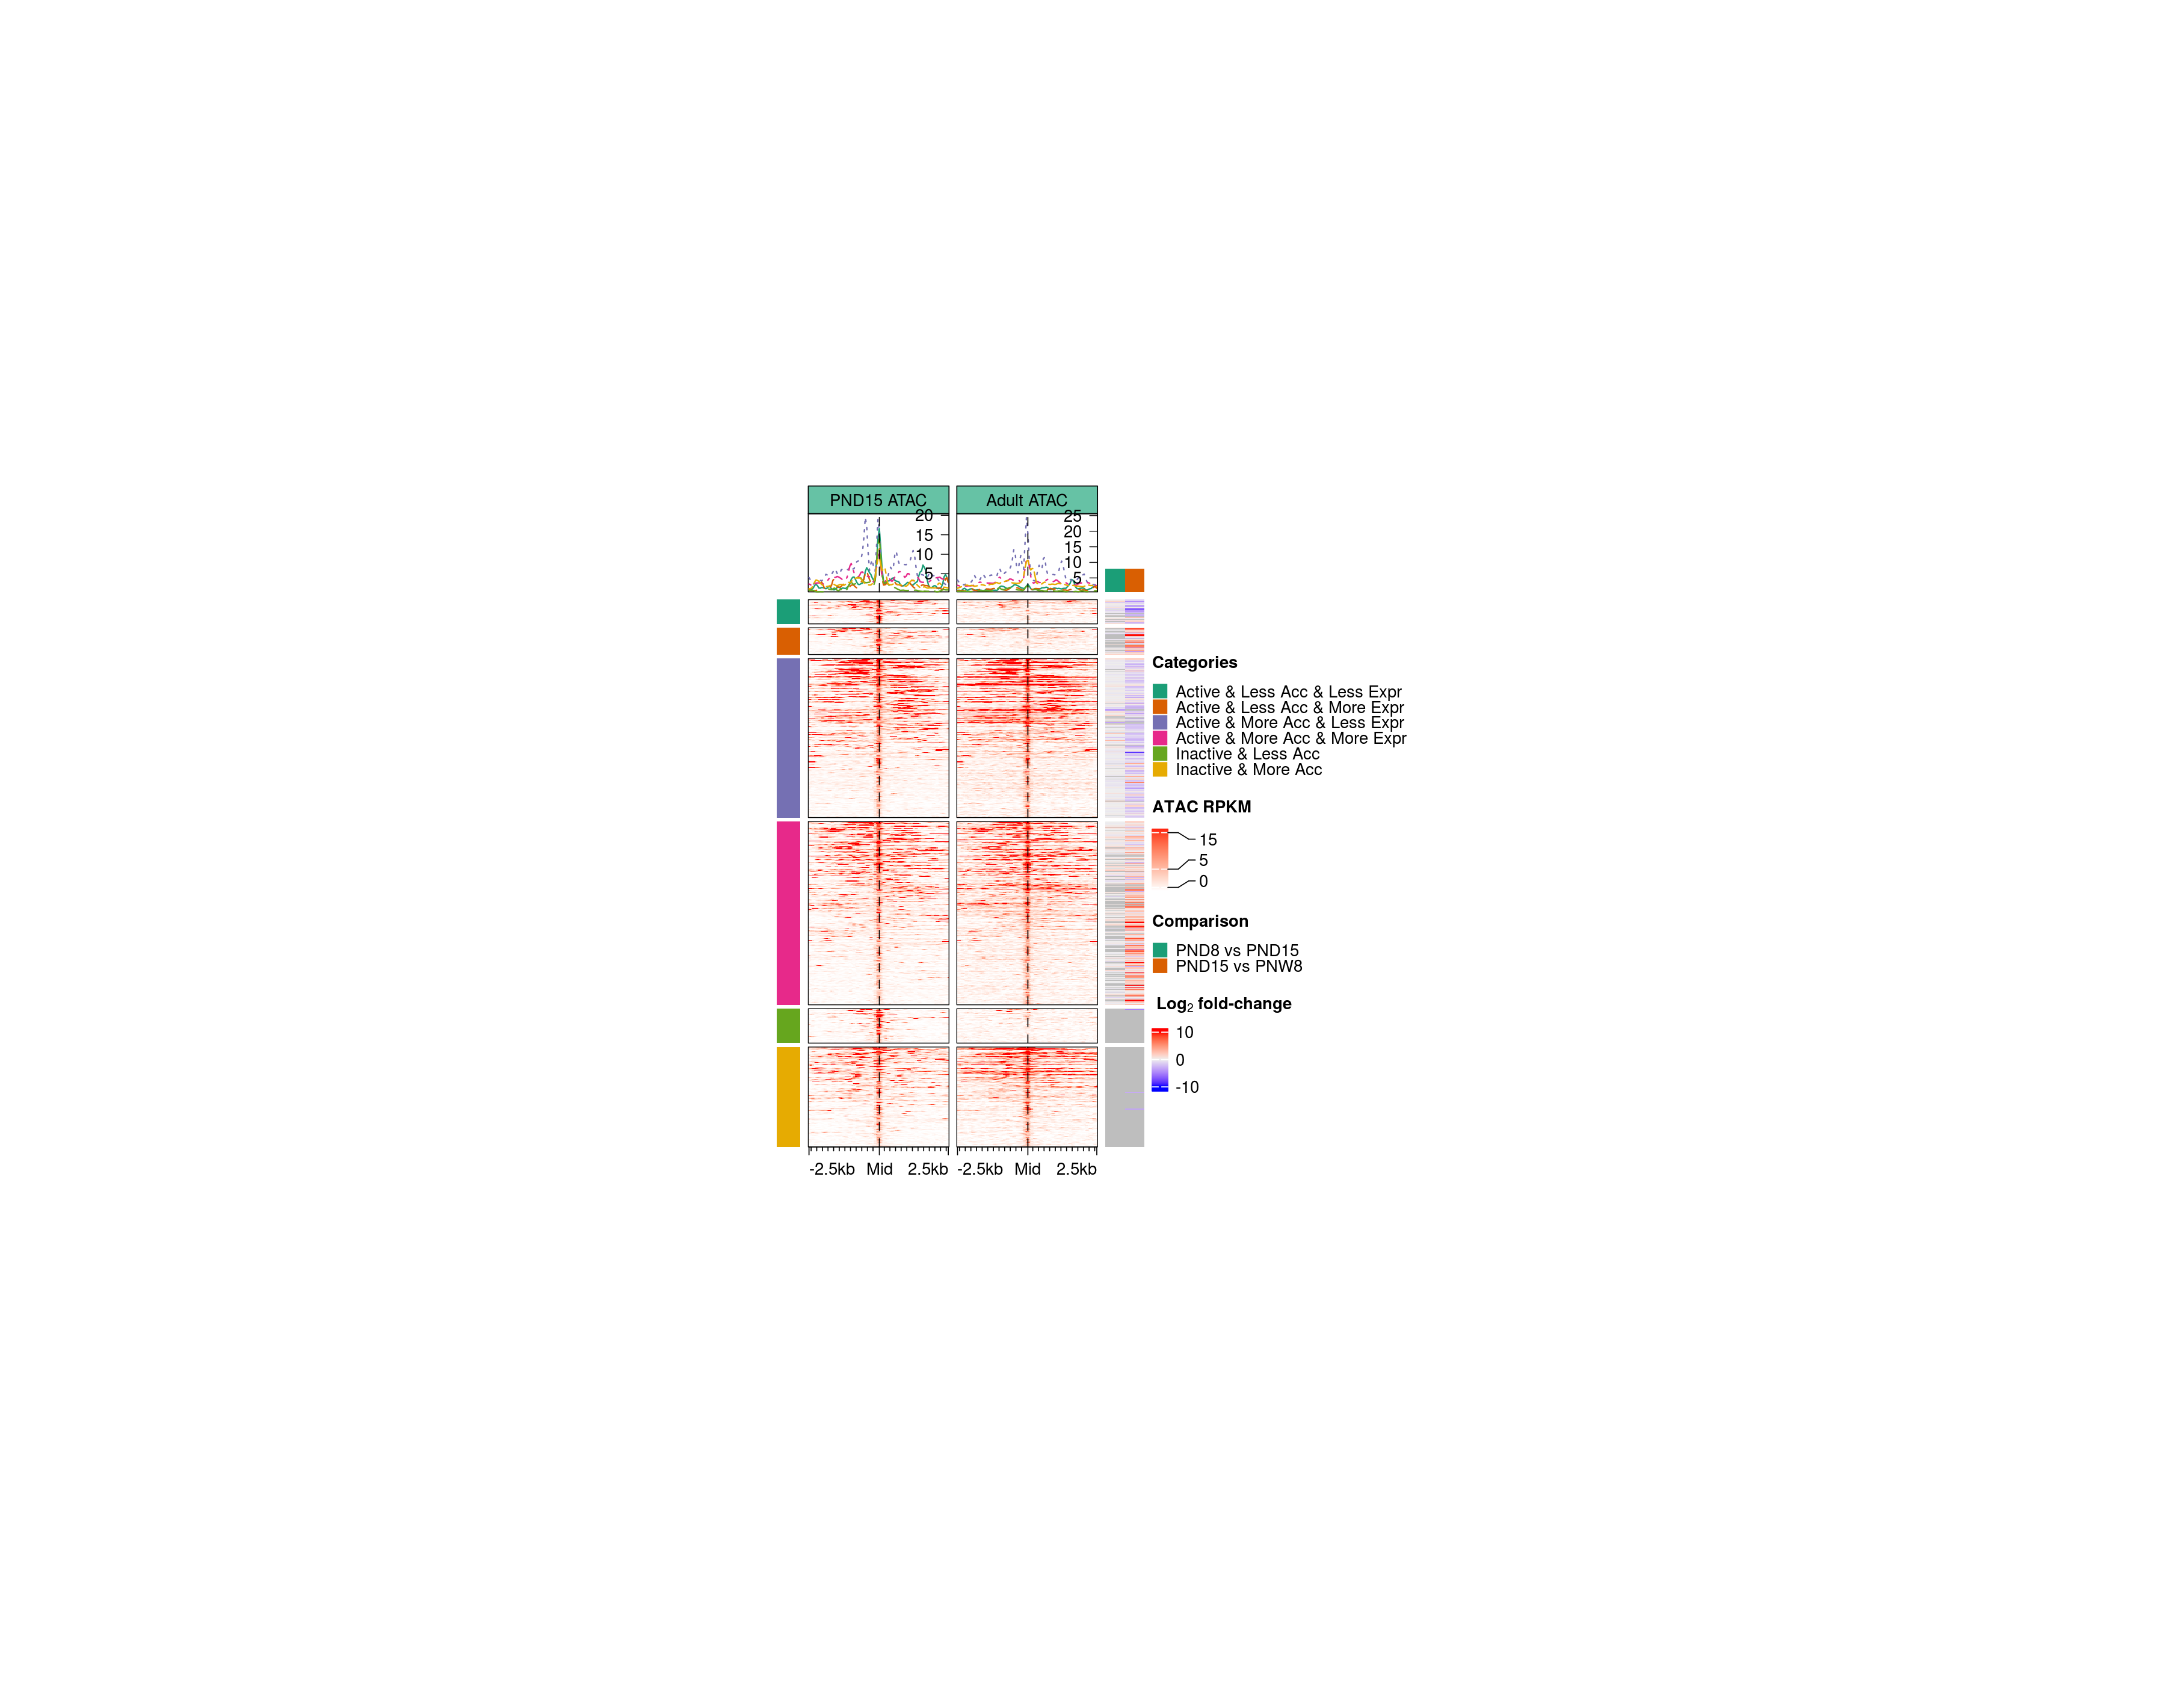 PND15 ATAC
Adult ATAC
20
15
10
5
25
20
15
10
5
Categories
Active & Less Acc & Less Expr
Active & Less Acc & More Expr
Active & More Acc & Less Expr
Active & More Acc & More Expr
Inactive & Less Acc
Inactive & More Acc
ATAC RPKM
15
5
0
Comparison
PND8 vs PND15
PND15 vs PNW8
Log2 fold-change
10
0
-10
-2.5kb Mid 2.5kb
-2.5kb Mid 2.5kb